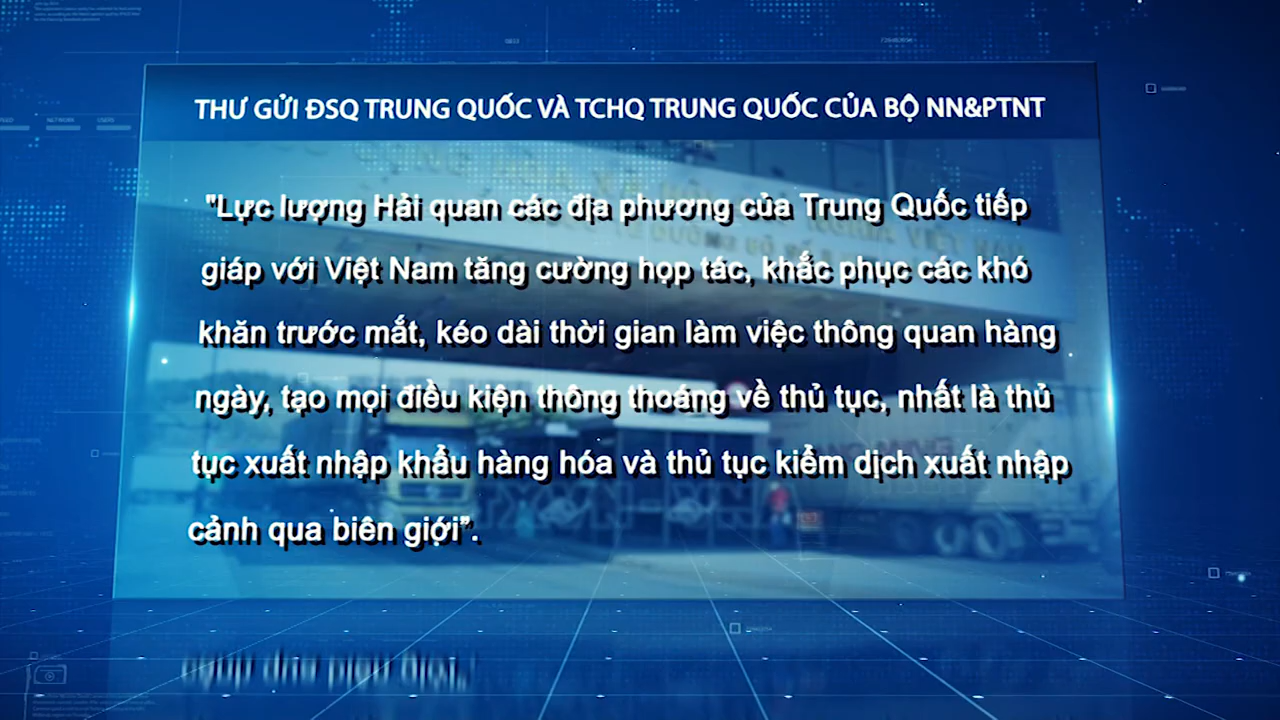 THƯ GỬI ĐSQ TRUNG QUỐC VÀ TCHQ TRUNG QUỐC CỦA BỘ NN&PTNT
"Lực lượng Hải quan các địa phương của Trung Quốc tiếp
giáp với Việt Nam tăng cường họp tác, khắc phục các khó
khăn trước mắt, kéo dài thời gian làm việc thông quan hàng
ngày, tạo mọi điều kiện thông thoáng về thủ tục, nhất là thủ
tục xuất nhập khẩu hàng hóa và thủ tục kiểm dịch xuất nhập
cảnh qua biên giới”.
NETWORK
USERS